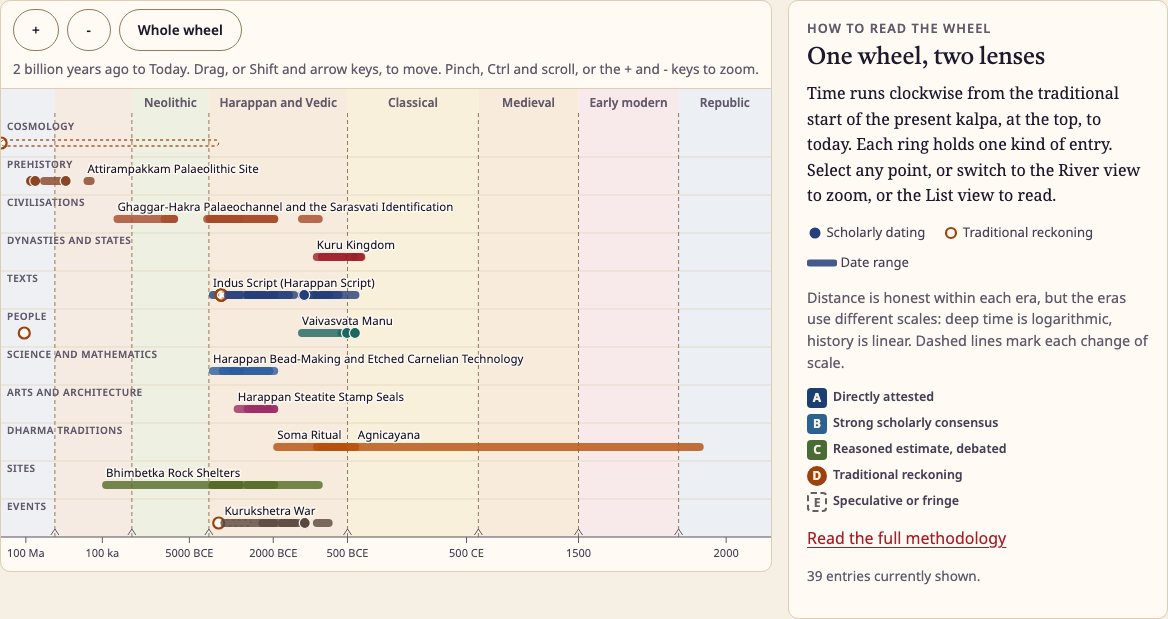 + - Whole wheel
2 billion years ago to Today. Drag, or Shift and arrow keys, to move. Pinch, Ctrl and scroll, or the + and - keys to zoom.
Neolithic Harappan and Vedic Classical Medieval Early modern Republic
COSMOLOGY
PREHISTORY
Attirampakkam Palaeolithic Site
CIVILISATIONS
Ghaggar-Hakra Palaeochannel and the Sarasvati Identification
DYNASTIES AND STATES
Kuru Kingdom
TEXTS
Indus Script (Harappan Script)
PEOPLE
Vaivasvata Manu
SCIENCE AND MATHEMATICS
Harappan Bead-Making and Etched Carnelian Technology
ARTS AND ARCHITECTURE
Harappan Steatite Stamp Seals
DHARMA TRADITIONS
Soma Ritual Agnicayana
SITES
Bhimbetka Rock Shelters
EVENTS
Kurukshetra War
100 Ma 100 ka 5000 BCE 2000 BCE 500 BCE 500 CE 1500 2000
HOW TO READ THE WHEEL
One wheel, two lenses
Time runs clockwise from the traditional
start of the present kalpa, at the top, to
today. Each ring holds one kind of entry.
Select any point, or switch to the River view
to zoom, or the List view to read.
Scholarly dating Traditional reckoning
Date range
Distance is honest within each era, but the eras
use different scales: deep time is logarithmic,
history is linear. Dashed lines mark each change of
scale.
A Directly attested
B Strong scholarly consensus
C Reasoned estimate, debated
D Traditional reckoning
E Speculative or fringe
Read the full methodology
39 entries currently shown.